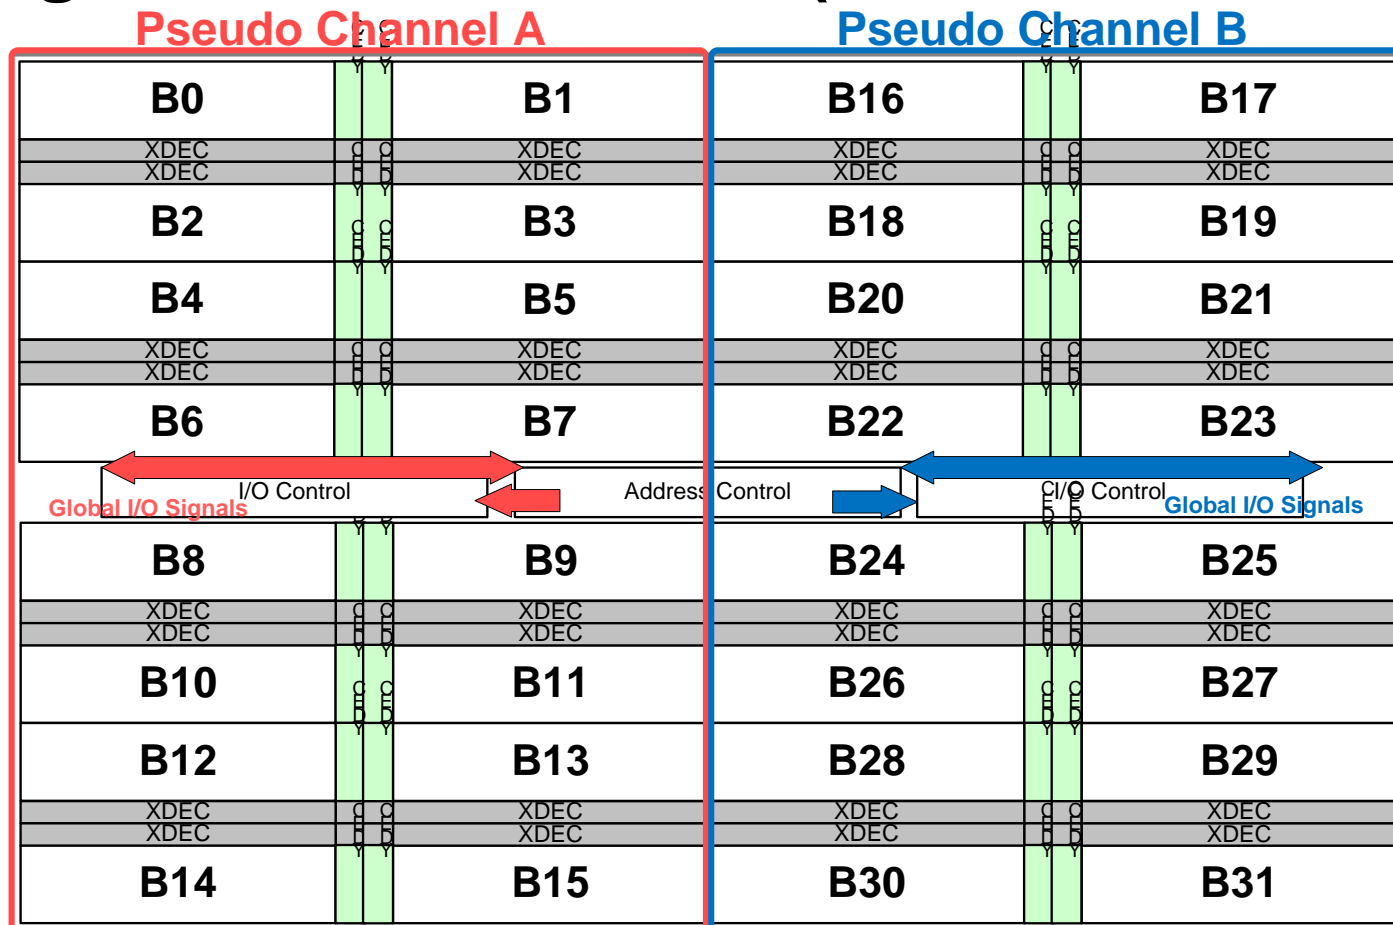 Pseudo Channel A Pseudo Channel B
B0 B1 B16 B17
XDEC XDEC XDEC XDEC
XDEC XDEC XDEC XDEC
B2 B3 B18 B19
B4 B5 B20 B21
XDEC XDEC XDEC XDEC
XDEC XDEC XDEC XDEC
B6 B7 B22 B23
I/O Control Address Control I/O Control
Global I/O Signals Global I/O Signals
B8 B9 B24 B25
XDEC XDEC XDEC XDEC
XDEC XDEC XDEC XDEC
B10 B11 B26 B27
B12 B13 B28 B29
XDEC XDEC XDEC XDEC
XDEC XDEC XDEC XDEC
B14 B15 B30 B31